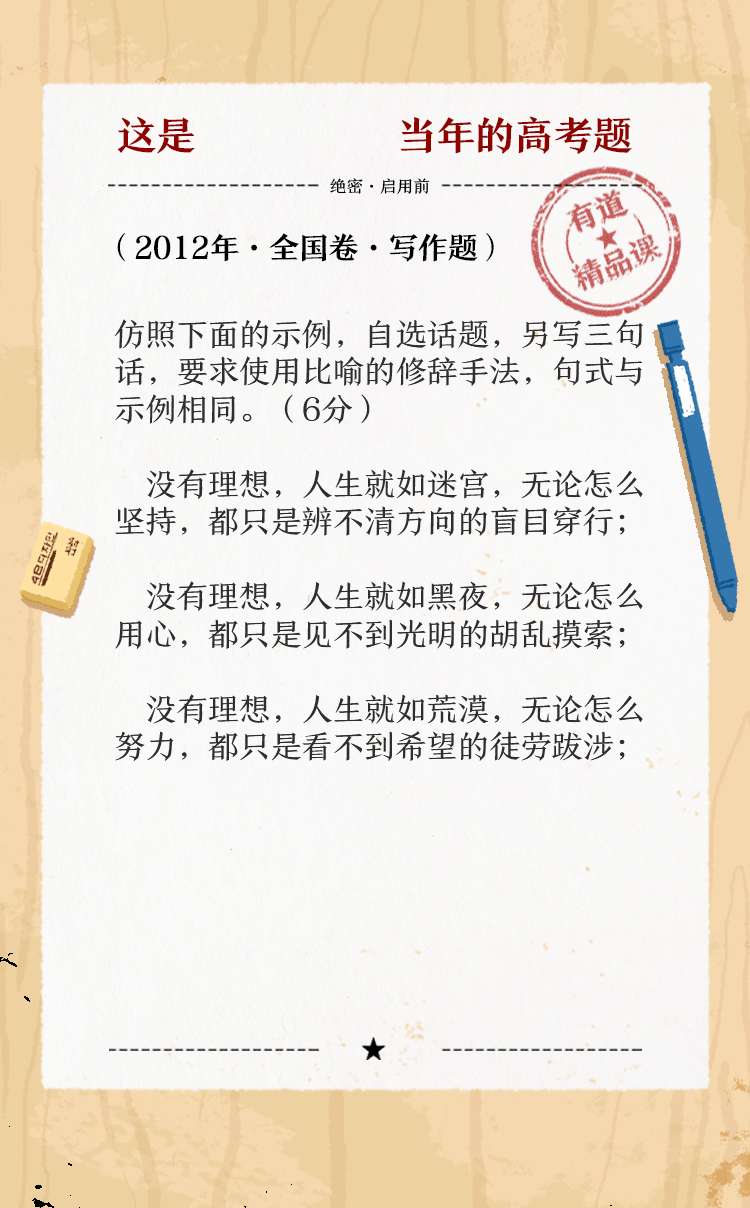 这是 当年的高考题
绝密·启用前
有道
精品课
（2012年·全国卷·写作题）
仿照下面的示例，自选话题，另写三句
话，要求使用比喻的修辞手法，句式与
示例相同。（6分）
没有理想，人生就如迷宫，无论怎么
坚持，都只是辨不清方向的盲目穿行；
没有理想，人生就如黑夜，无论怎么
用心，都只是见不到光明的胡乱摸索；
没有理想，人生就如荒漠，无论怎么
努力，都只是看不到希望的徒劳跋涉；